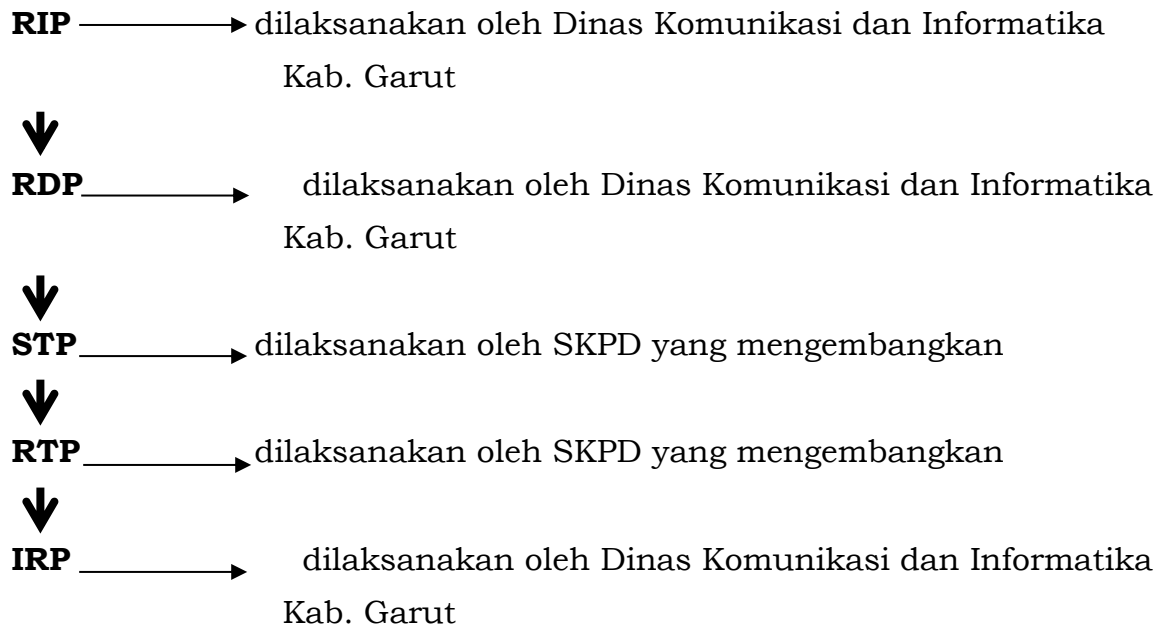 RIP dilaksanakan oleh Dinas Komunikasi dan Informatika
Kab. Garut
RDP dilaksanakan oleh Dinas Komunikasi dan Informatika
Kab. Garut
STP dilaksanakan oleh SKPD yang mengembangkan
RTP dilaksanakan oleh SKPD yang mengembangkan
IRP dilaksanakan oleh Dinas Komunikasi dan Informatika
Kab. Garut